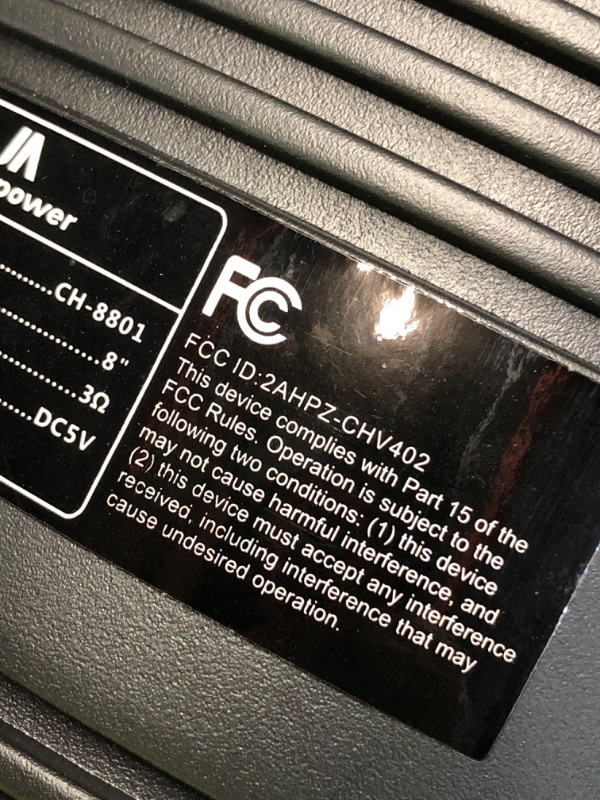 power
CH-8801
8"
3Ω
DC5V
FC
FCC ID:2AHPZ-CHV402
This device complies with Part 15 of the
FCC Rules. Operation is subject to the
following two conditions: (1) this device
may not cause harmful interference, and
(2) this device must accept any interference
received, including interference that may
cause undesired operation.